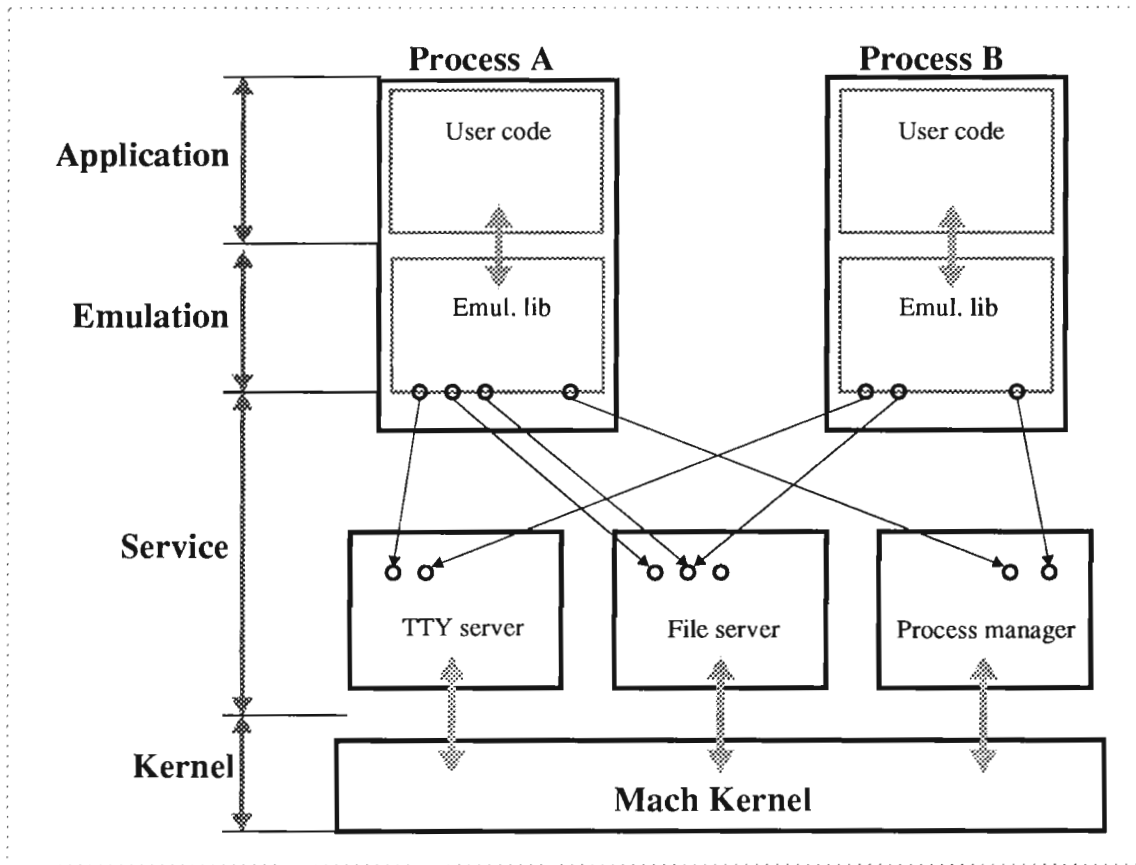 Process A
Process B
Application
User code
User code
Emulation
Emul. lib
Emul. lib
Service
TTY server
File server
Process manager
Kernel
Mach Kernel